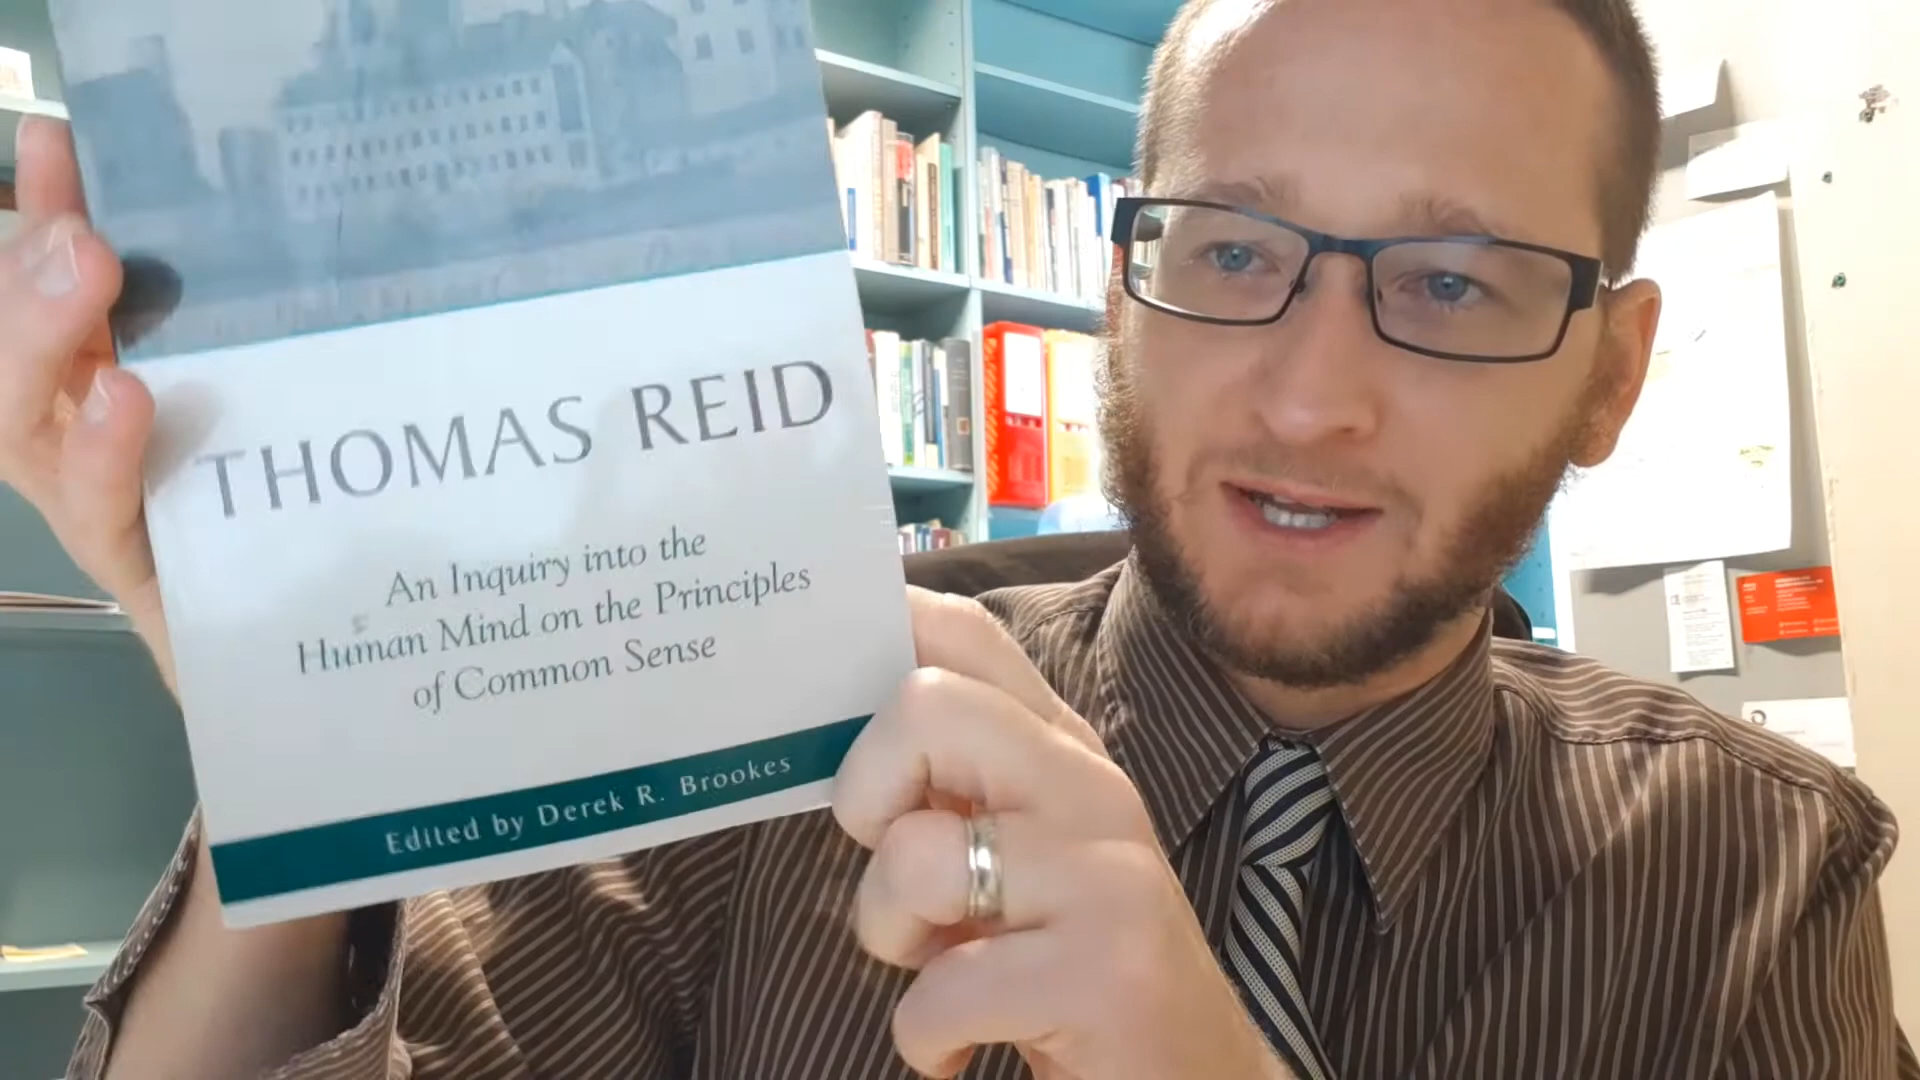 THOMAS REID
An Inquiry into the
Human Mind on the Principles
of Common Sense
Edited by Derek R. Brookes